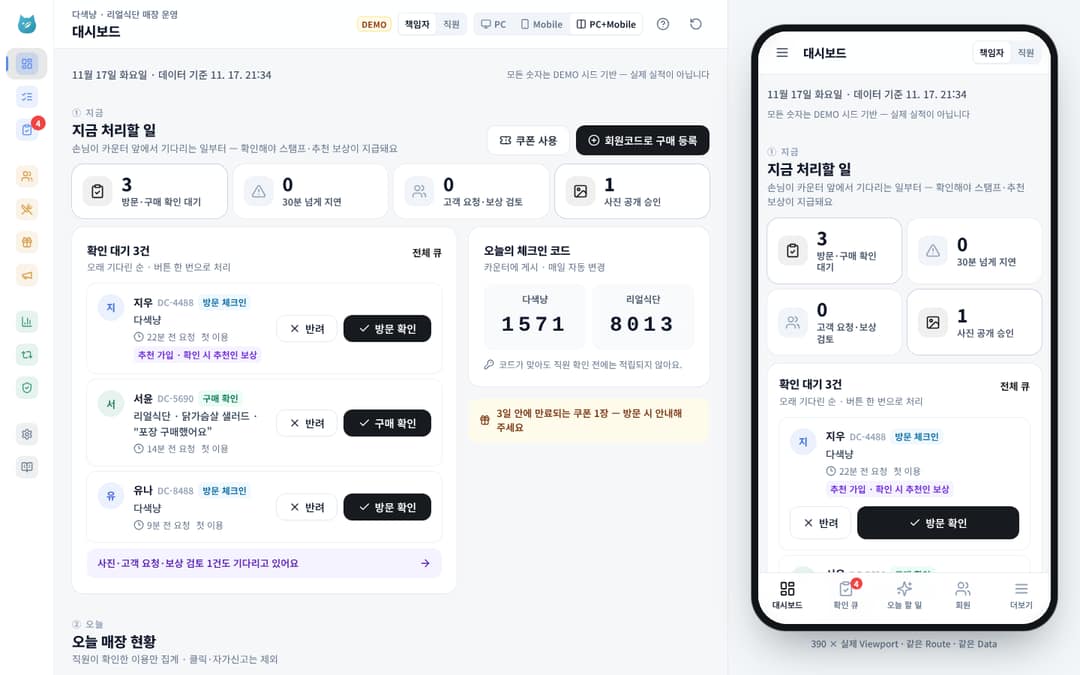 다색냥 · 리얼식단 매장 운영
대시보드
DEMO
책임자 직원
PC Mobile PC+Mobile
4
11월 17일 화요일 · 데이터 기준 11. 17. 21:34
모든 숫자는 DEMO 시드 기반 — 실제 실적이 아닙니다
① 지금
지금 처리할 일
손님이 카운터 앞에서 기다리는 일부터 — 확인해야 스탬프·추천 보상이 지급돼요
쿠폰 사용
회원코드로 구매 등록
3
방문·구매 확인 대기
0
30분 넘게 지연
0
고객 요청·보상 검토
1
사진 공개 승인
확인 대기 3건
전체 큐
오래 기다린 순 · 버튼 한 번으로 처리
지
지우 DC-4488 방문 체크인
다색냥
22분 전 요청 첫 이용
추천 가입 · 확인 시 추천인 보상
반려
방문 확인
서
서윤 DC-5690 구매 확인
리얼식단 · 닭가슴살 샐러드 ·
“포장 구매했어요”
14분 전 요청 첫 이용
반려
구매 확인
유
유나 DC-8488 방문 체크인
다색냥
9분 전 요청 첫 이용
반려
방문 확인
사진·고객 요청·보상 검토 1건도 기다리고 있어요
오늘의 체크인 코드
카운터에 게시 · 매일 자동 변경
다색냥
1571
리얼식단
8013
코드가 맞아도 직원 확인 전에는 적립되지 않아요.
3일 안에 만료되는 쿠폰 1장 — 방문 시 안내해
주세요
② 오늘
오늘 매장 현황
직원이 확인한 이용만 집계 · 클릭·자가신고는 제외
대시보드
책임자 직원
11월 17일 화요일 · 데이터 기준 11. 17. 21:34
모든 숫자는 DEMO 시드 기반 — 실제 실적이 아닙니다
① 지금
지금 처리할 일
손님이 카운터 앞에서 기다리는 일부터 — 확인해야 스탬프·추천
보상이 지급돼요
3
방문·구매 확인
대기
0
30분 넘게 지연
0
고객 요청·보상
검토
1
사진 공개 승인
확인 대기 3건
전체 큐
오래 기다린 순 · 버튼 한 번으로 처리
지
지우 DC-4488 방문 체크인
다색냥
22분 전 요청 첫 이용
추천 가입 · 확인 시 추천인 보상
반려
방문 확인
대시보드
4
확인 큐
오늘 할 일
회원
더보기
390 × 실제 Viewport · 같은 Route · 같은 Data